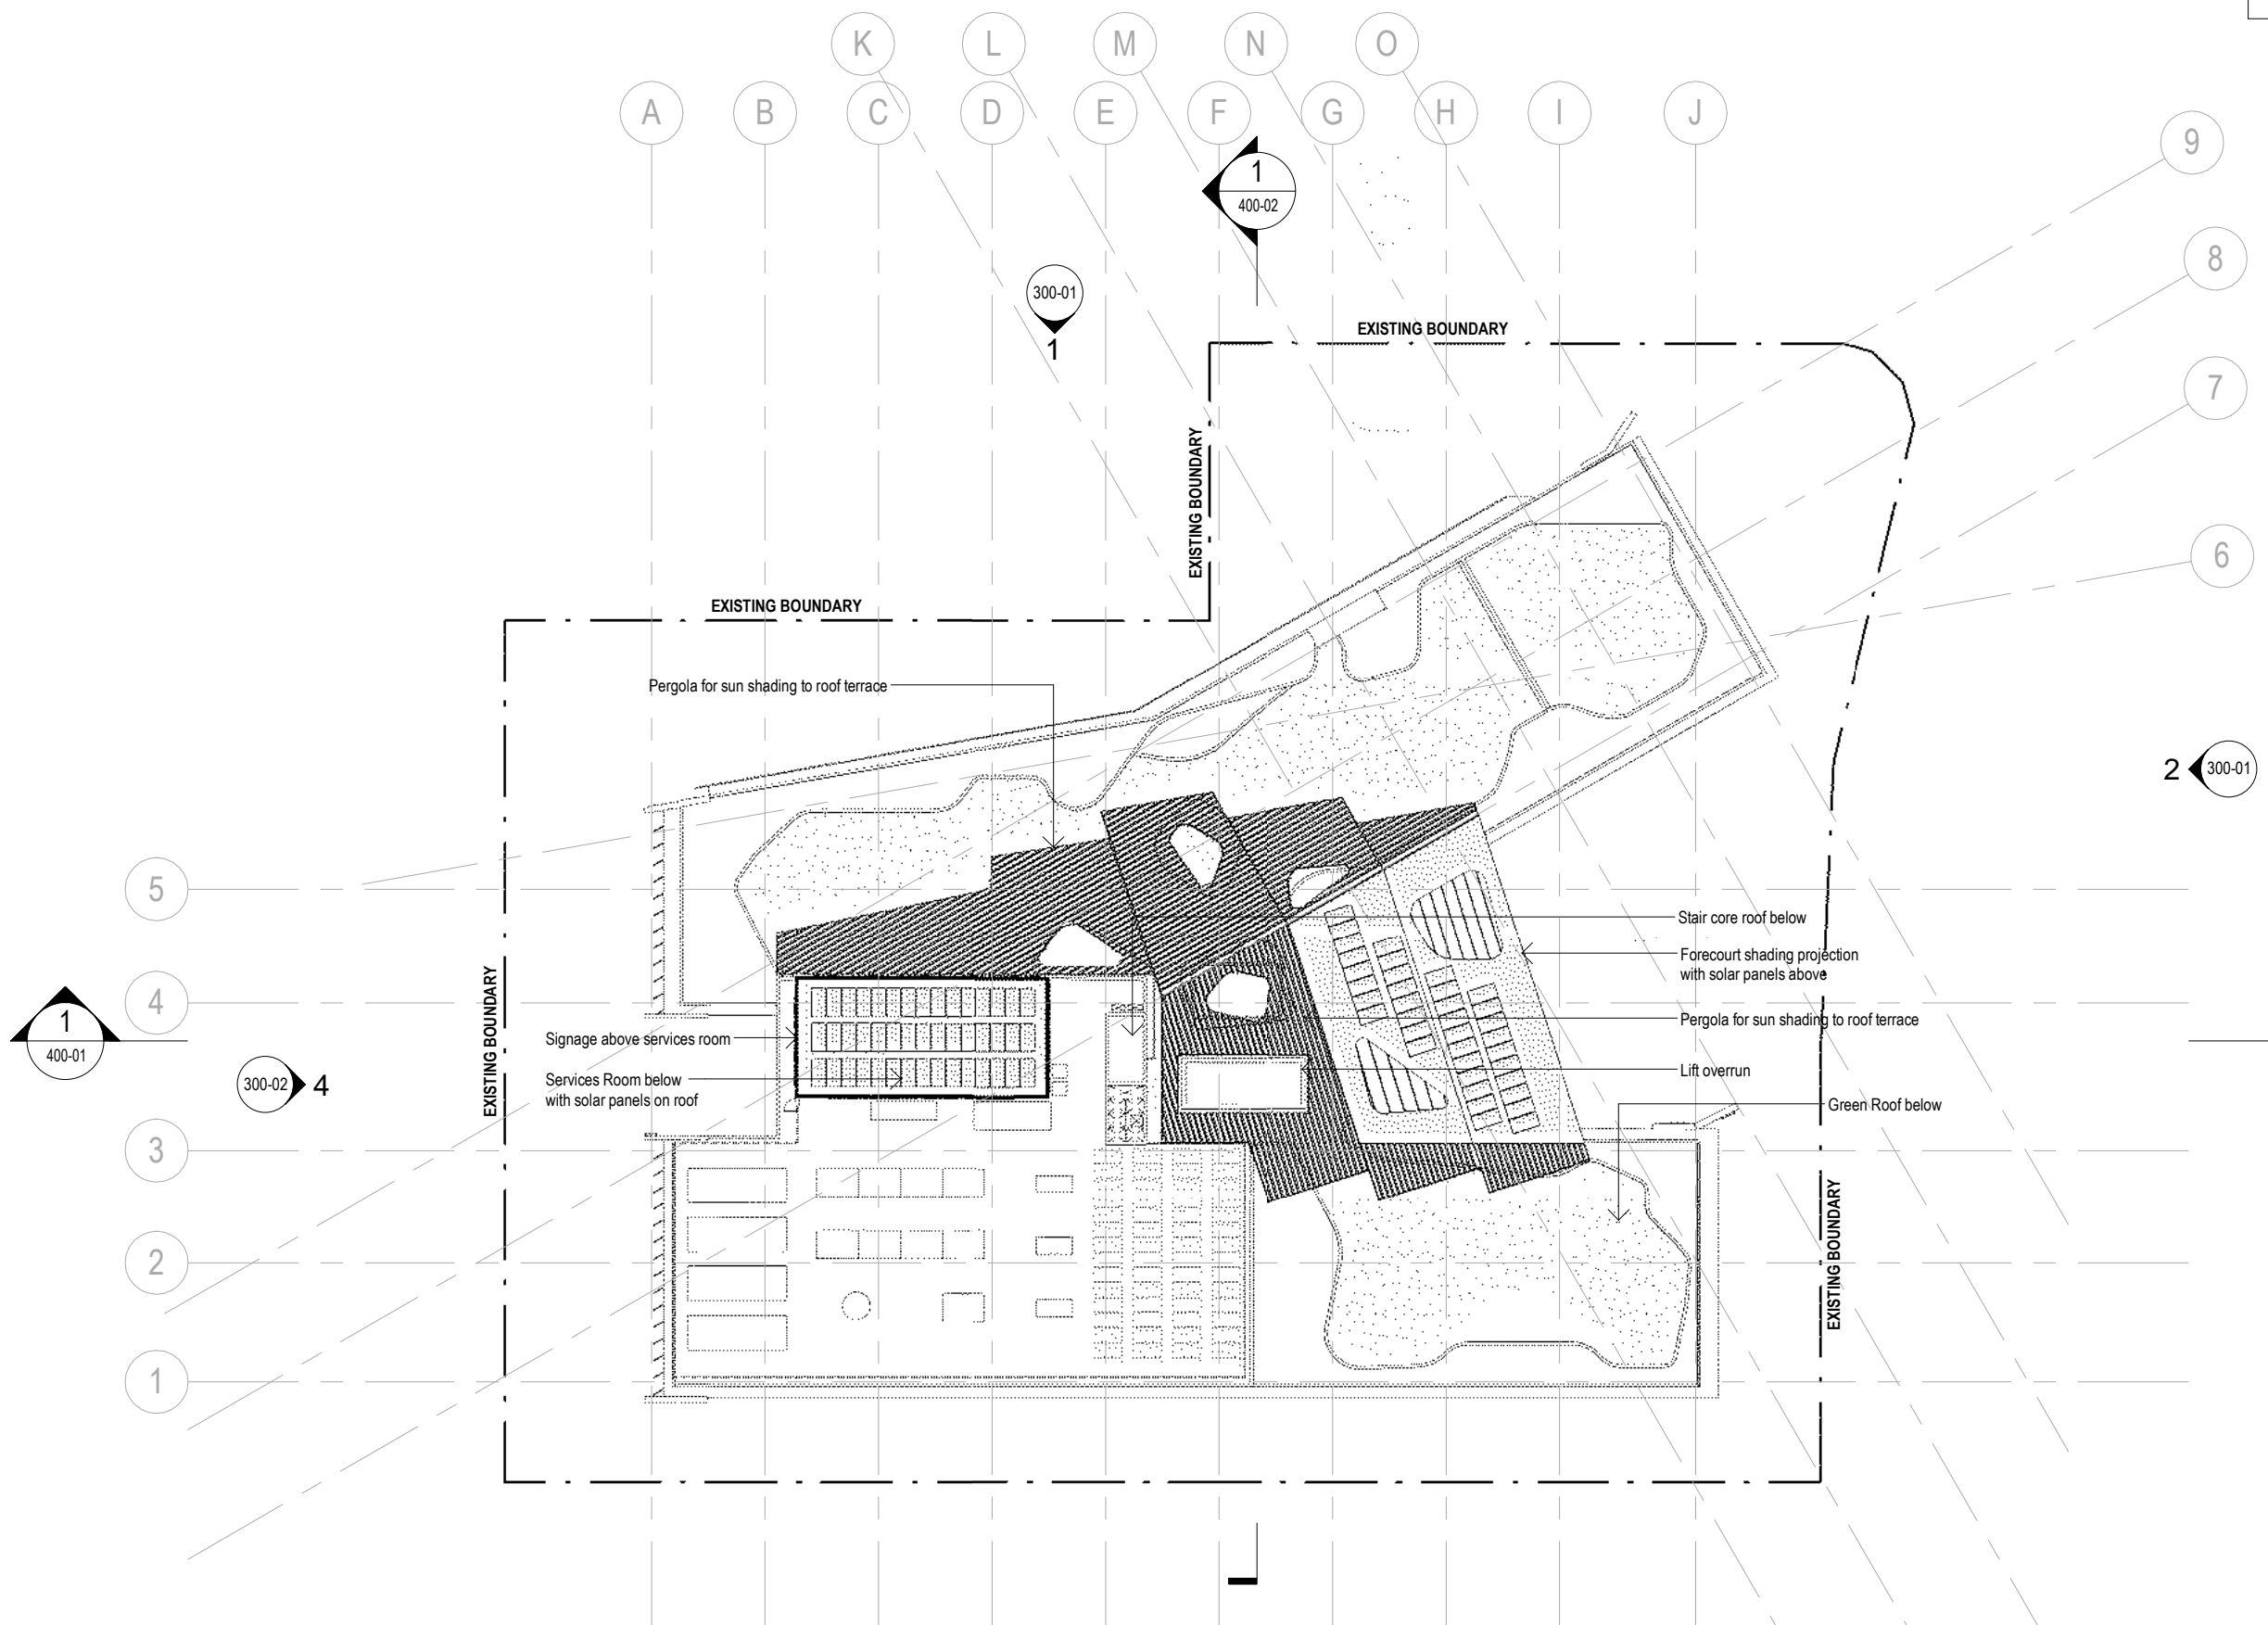 K
L
M
N
O
A
B
C
D
E
F
G
H
I
J
9
1
400-02
8
300-01
1
EXISTING BOUNDARY
7
EXISTING BOUNDARY
6
EXISTING BOUNDARY
Pergola for sun shading to roof terrace
2
300-01
5
Stair core roof below
Forecourt shading projection
with solar panels above
4
1
400-01
EXISTING BOUNDARY
Pergola for sun shading to roof terrace
Signage above services room
Lift overrun
300-02
4
Services Room below
with solar panels on roof
Green Roof below
3
EXISTING BOUNDARY
2
1